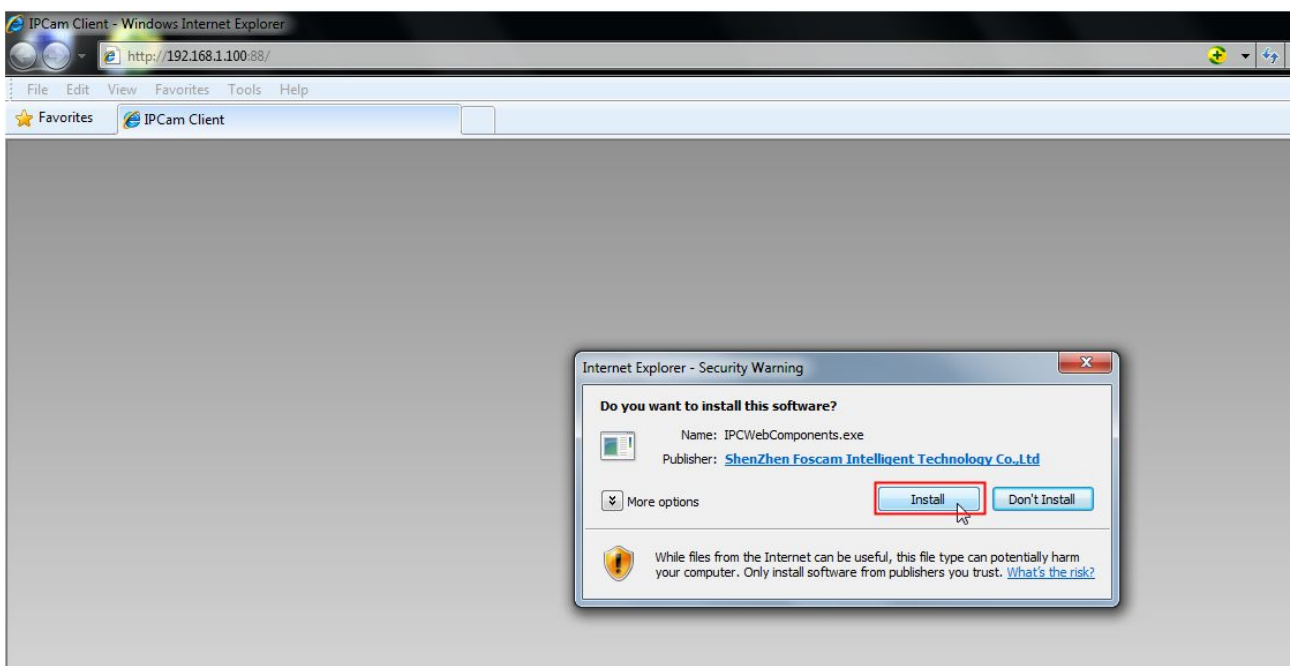 IPCam Client - Windows Internet Explorer
http://192.168.1.100:88/
File Edit View Favorites Tools Help
Favorites IPCam Client
Internet Explorer - Security Warning
Do you want to install this software?
Name: IPCWebComponents.exe
Publisher: ShenZhen Foscam Intelligent Technology Co.,Ltd
More options Install Don't Install
While files from the Internet can be useful, this file type can potentially harm
your computer. Only install software from publishers you trust. What's the risk?